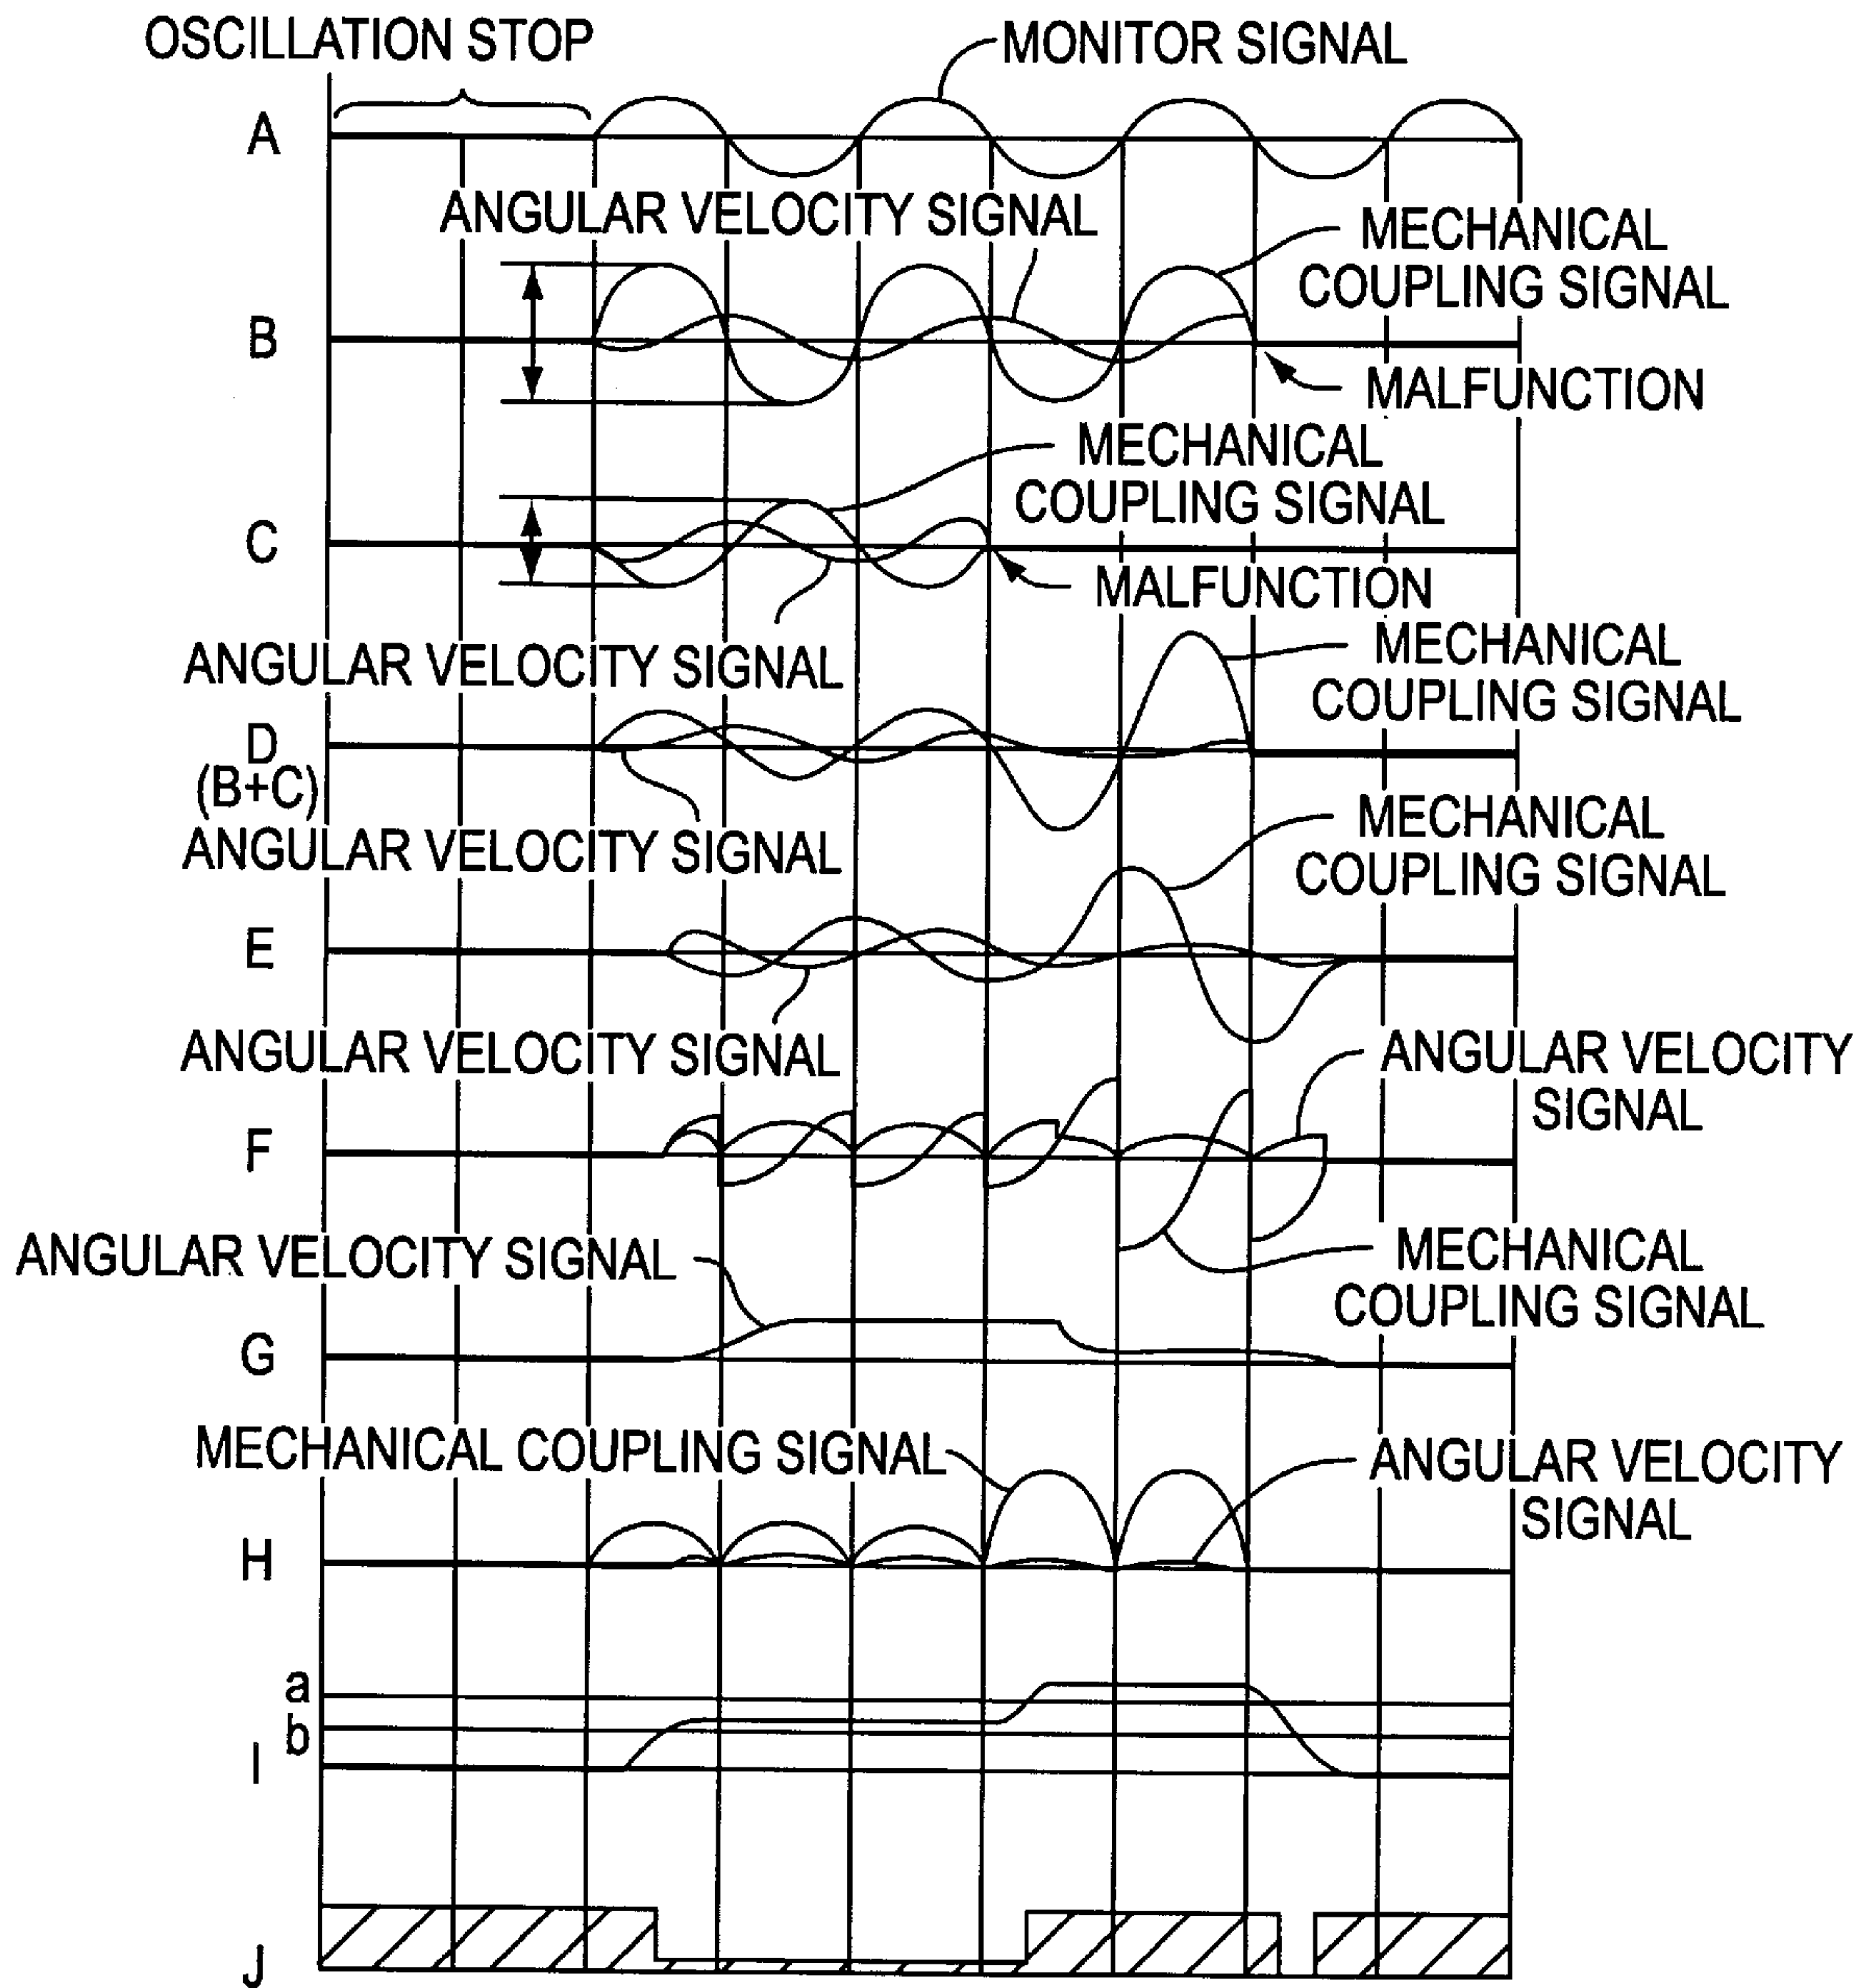 OSCILLATION STOP
MONITOR SIGNAL
A
ANGULAR VELOCITY SIGNAL
MECHANICAL
COUPLING SIGNAL
B
MALFUNCTION
MECHANICAL
COUPLING SIGNAL
C
MALFUNCTION
ANGULAR VELOCITY SIGNAL
MECHANICAL
COUPLING SIGNAL
D
(B+C)
ANGULAR VELOCITY SIGNAL
MECHANICAL
COUPLING SIGNAL
E
ANGULAR VELOCITY SIGNAL
ANGULAR VELOCITY
SIGNAL
F
ANGULAR VELOCITY SIGNAL
MECHANICAL
COUPLING SIGNAL
G
MECHANICAL COUPLING SIGNAL
ANGULAR VELOCITY
SIGNAL
H
a
b
I
J